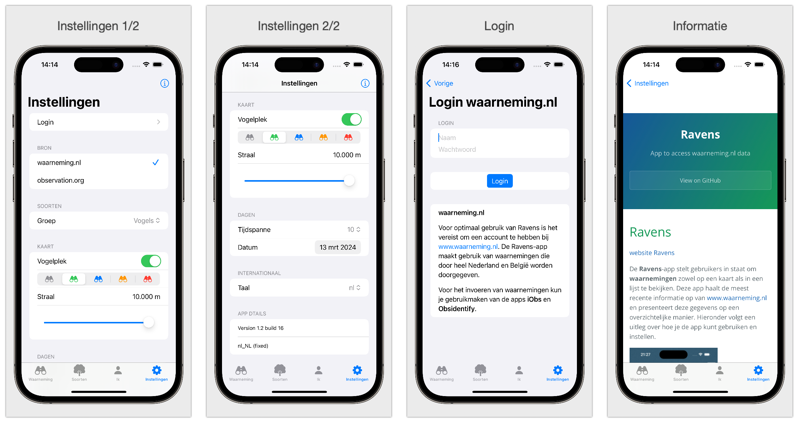 Instellingen 1/2
14:14
Instellingen
Login
BRON
waarneming.nl
observation.org
SOORTEN
Groep Vogels
KAART
Vogelplek
Straal 10.000 m
DAGEN
Waarneming Soorten Ik Instellingen
Instellingen 2/2
14:14
Instellingen
KAART
Vogelplek
Straal 10.000 m
DAGEN
Tijdspanne 10
Datum 13 mrt 2024
INTERNATIONAAL
Taal nl
APP DTAILS
Version 1.2 build 16
nl_NL (fixed)
Waarneming Soorten Ik Instellingen
Login
14:16
Vorige
Login waarneming.nl
LOGIN
Naam
Wachtwoord
Login
waarneming.nl
Voor optimaal gebruik van Ravens is het
vereist om een account te hebben bij
www.waarneming.nl. De Ravens-app
maakt gebruik van waarnemingen die
door heel Nederland en België worden
doorgegeven.
Voor het invoeren van waarnemingen kun
je gebruikmaken van de apps iObs en
Obsidentify.
Waarneming Soorten Ik Instellingen
Informatie
14:14
Instellingen
Ravens
App to access waarneming.nl data
View on GitHub
Ravens
website Ravens
De Ravens-app stelt gebruikers in staat om
waarnemingen zowel op een kaart als in een
lijst te bekijken. Deze app haalt de meest
recente informatie op van www.waarneming.nl
en presenteert deze gegevens op een
overzichtelijke manier. Hieronder volgt een
uitleg over hoe je de app kunt gebruiken en
instellen.
21:27
Waarneming Soorten Ik Instellingen